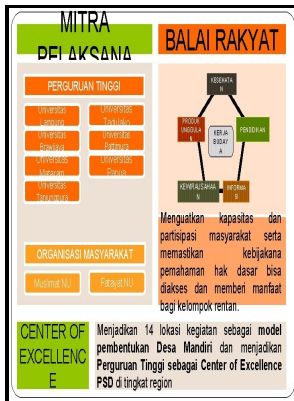 MITRA
PELAKSANA
PERGURUAN TINGGI
Universitas
Lampung
Universitas
Tadulako
Universitas
Brawijaya
Universitas
Pattimura
Universitas
Mataram
Universitas
Papua
Universitas
Tanjungpura
ORGANISASI MASYARAKAT
Muslimat NU
Fatayat NU
BALAI RAKYAT
KESEHATA
N
PRODUK
UNGGULA
N
KERJA
BUDAY
A
PENDIDIKAN
KEWIRAUSAHAA
N
INFORMA
Menguatkan kapasitas dan
partisipasi masyarakat serta
memastikan kebijakana
pemahaman hak dasar bisa
diakses dan memberi manfaat
bagi kelompok rentan.
CENTER OF
EXCELLENC
E
Menjadikan 14 lokasi kegiatan sebagai model
pembentukan Desa Mandiri dan menjadikan
Perguruan Tinggi sebagai Center of Excellence
PSD di tingkat region